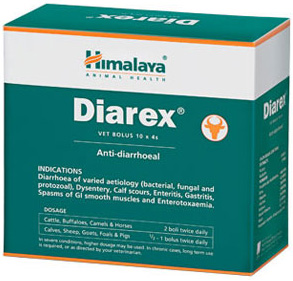 Himalaya
ANIMAL HEALTH
Diarex®
VET BOLUS 10 x 4s
Anti-diarrhoeal
INDICATIONS
Diarrhoea of varied aetiology (bacterial, fungal and
protozoal), Dysentery, Calf scours, Enteritis, Gastritis,
Spasms of GI smooth muscles and Enterotoxaemia.
DOSAGE
Cattle, Buffaloes, Camels & Horses 2 boli twice daily
Calves, Sheep, Goats, Foals & Pigs ½ - 1 bolus twice daily
In severe conditions, higher dosage may be used. In chronic cases, long term use
is required, or as directed by your veterinarian.